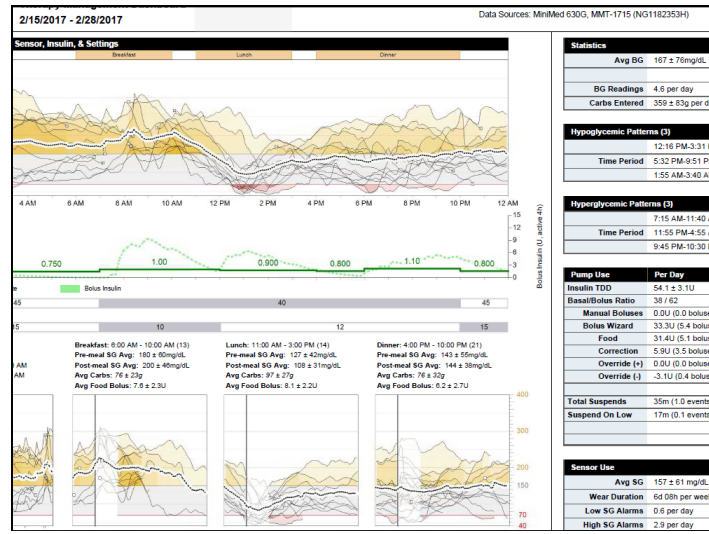 2/15/2017 - 2/28/2017
Data Sources: MiniMed 630G, MMT-1715 (NG1182353H)
Sensor, Insulin, & Settings
Breakfast Lunch Dinner
4 AM 6 AM 8 AM 10 AM 12 PM 2 PM 4 PM 6 PM 8 PM 10 PM 12 AM
15
12
9
6
3
0
Bolus Insulin (U, active 4h)
0.750 1.00 0.900 0.800 1.10 0.800
Bolus Insulin
45 40 45
15 10 12 15
Breakfast: 6:00 AM - 10:00 AM (13)
Pre-meal SG Avg: 180 ± 60mg/dL
Post-meal SG Avg: 200 ± 46mg/dL
Avg Carbs: 76 ± 23g
Avg Food Bolus: 7.6 ± 2.3U
Lunch: 11:00 AM - 3:00 PM (14)
Pre-meal SG Avg: 127 ± 42mg/dL
Post-meal SG Avg: 108 ± 31mg/dL
Avg Carbs: 97 ± 27g
Avg Food Bolus: 8.1 ± 2.2U
Dinner: 4:00 PM - 10:00 PM (21)
Pre-meal SG Avg: 143 ± 55mg/dL
Post-meal SG Avg: 144 ± 38mg/dL
Avg Carbs: 76 ± 32g
Avg Food Bolus: 6.2 ± 2.7U
AM
AM
400
300
200
150
70
40
Statistics
Avg BG 167 ± 76mg/dL
BG Readings 4.6 per day
Carbs Entered 359 ± 83g per d
Hypoglycemic Patterns (3)
12:16 PM-3:31
Time Period 5:32 PM-9:51 P
1:55 AM-3:40 A
Hyperglycemic Patterns (3)
7:15 AM-11:40
Time Period 11:55 PM-4:55
9:45 PM-10:30
Pump Use Per Day
Insulin TDD 54.1 ± 3.1U
Basal/Bolus Ratio 38 / 62
Manual Boluses 0.0U (0.0 boluse
Bolus Wizard 33.3U (5.4 bolus
Food 31.4U (5.1 bolus
Correction 5.9U (3.5 boluse
Override (+) 0.0U (0.0 boluse
Override (-) -3.1U (0.4 bolus
Total Suspends 35m (1.0 events
Suspend On Low 17m (0.1 events
Sensor Use
Avg SG 157 ± 61 mg/dL
Wear Duration 6d 08h per wee
Low SG Alarms 0.6 per day
High SG Alarms 2.9 per day